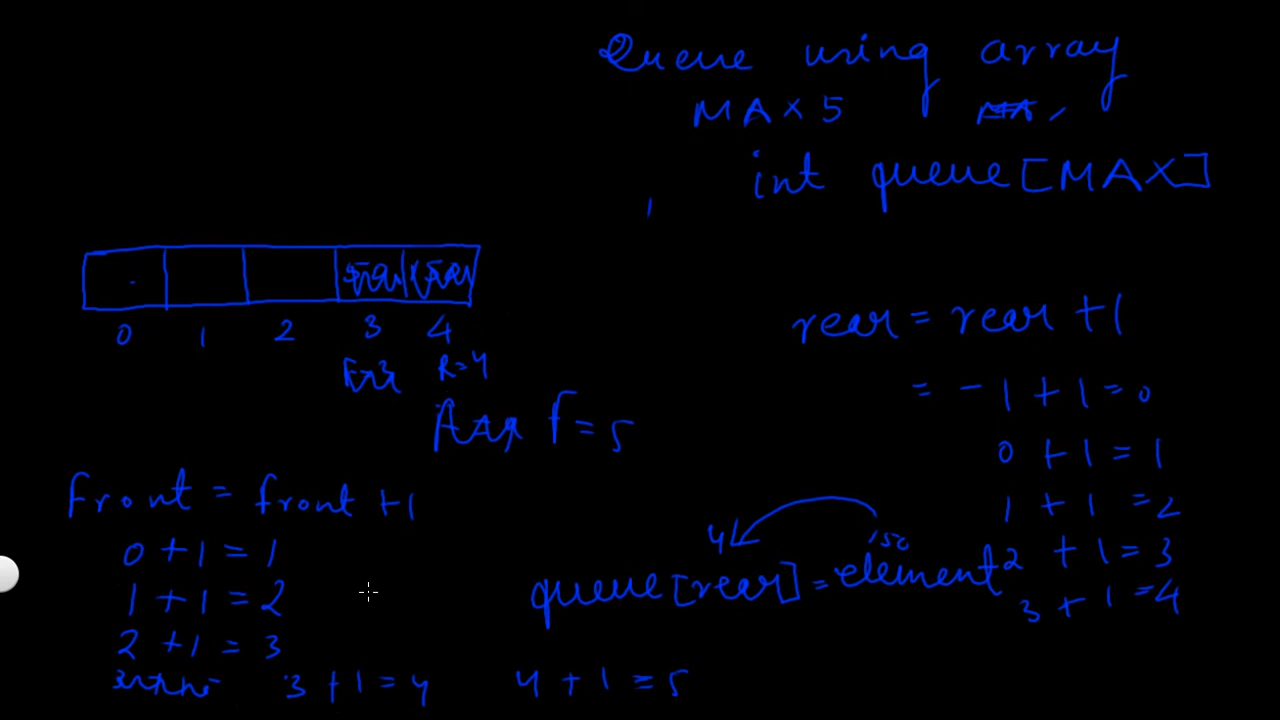 Queue using array
MAX 5
int queue[MAX]
0 1 2 3 4
R=4
F=5
rear = rear +1
= -1+1=0
0+1=1
1+1=2
2+1=3
3+1=4
front = front +1
0+1=1
1+1=2
2+1=3
3+1=4 4+1=5
4 150
queue[rear]=element